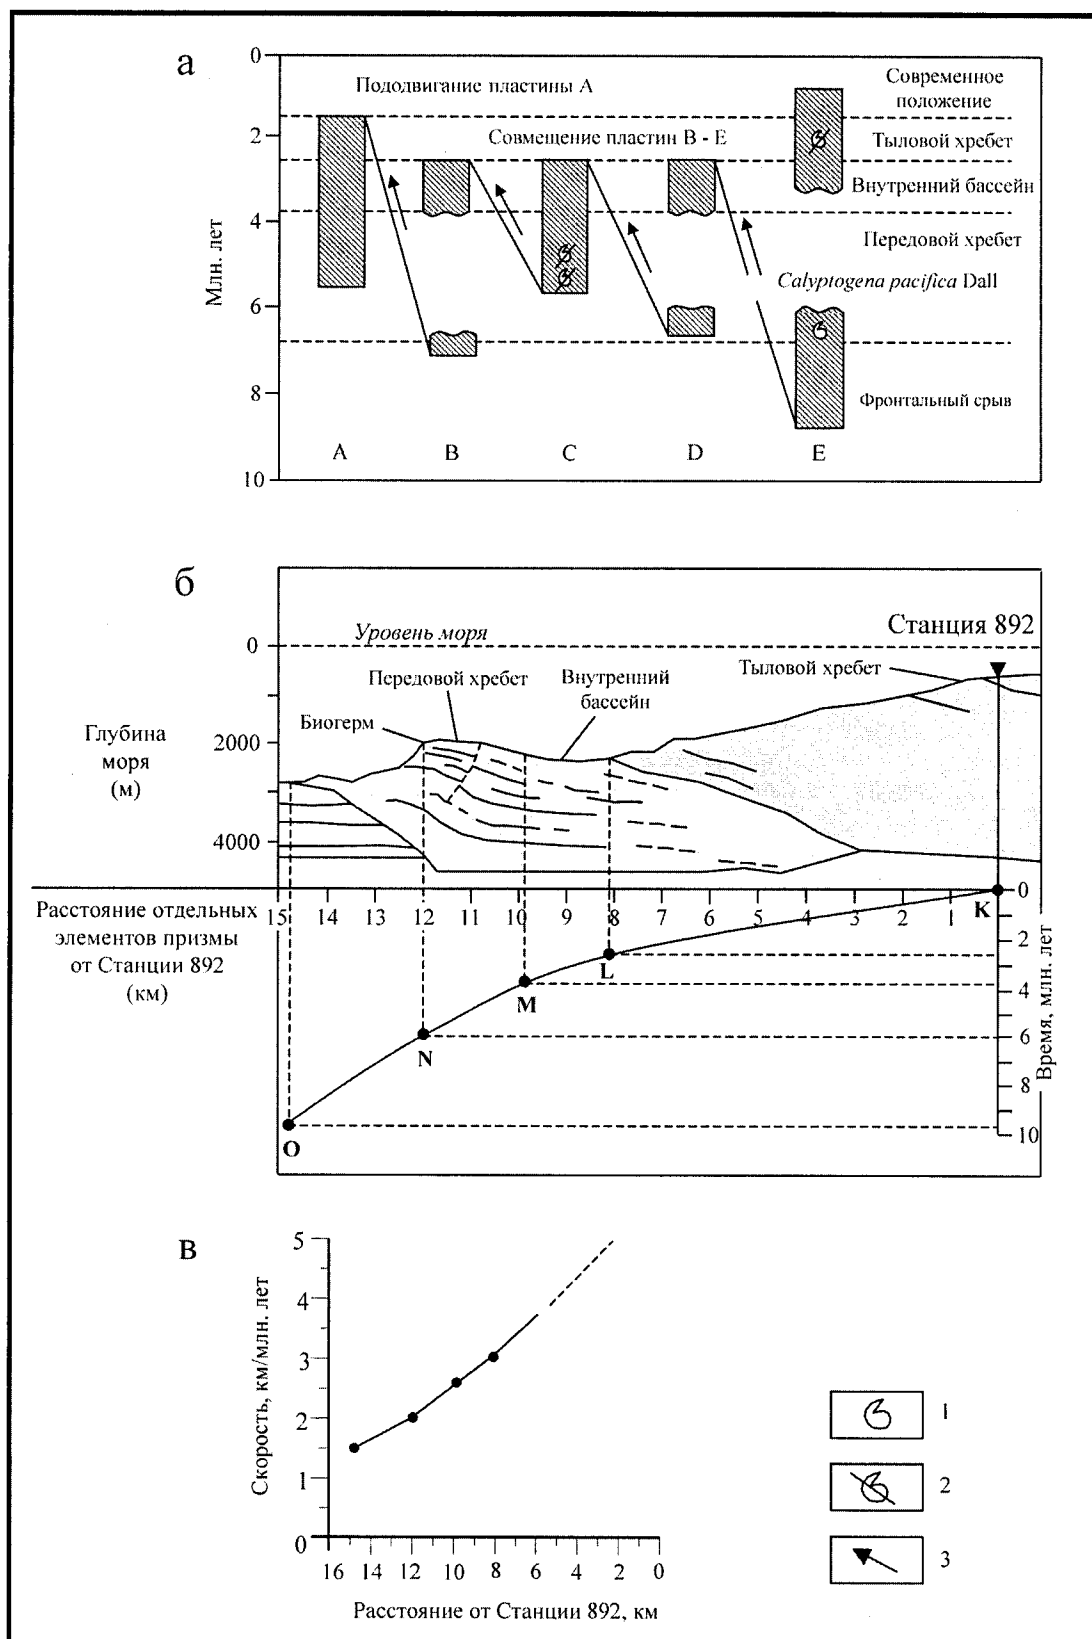 а
0
2
4
6
8
10
Млн. лет
Пододвигание пластины А
Совмещение пластин В - Е
Современное
положение
Тыловой хребет
Внутренний бассейн
Передовой хребет
Calyptogena pacifica Dall
Фронтальный срыв
A B C D E
б
Уровень моря
Станция 892
Тыловой хребет
Передовой хребет
Внутренний
бассейн
Биогерм
Глубина
моря
(м)
0
2000
4000
Расстояние отдельных
элементов призмы
от Станции 892
(км)
15 14 13 12 11 10 9 8 7 6 5 4 3 2 1
K
L
M
N
O
0
2
4
6
8
10
Время, млн. лет
в
Скорость, км/млн. лет
5
4
3
2
1
0
16 14 12 10 8 6 4 2 0
Расстояние от Станции 892, км
1
2
3